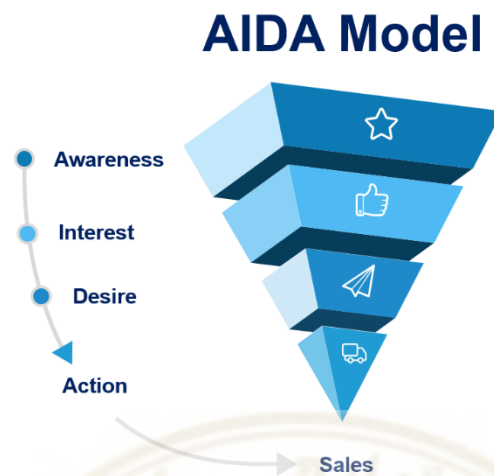 AIDA Model
Awareness
Interest
Desire
Action
Sales